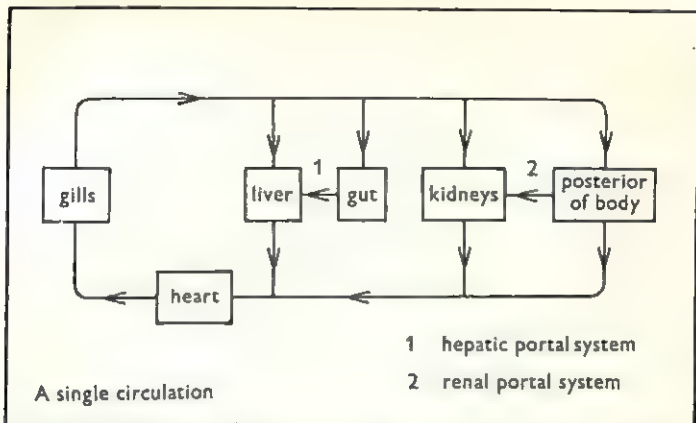 1
2
gills
liver
gut
kidneys
posterior
of body
heart
1 hepatic portal system
2 renal portal system
A single circulation